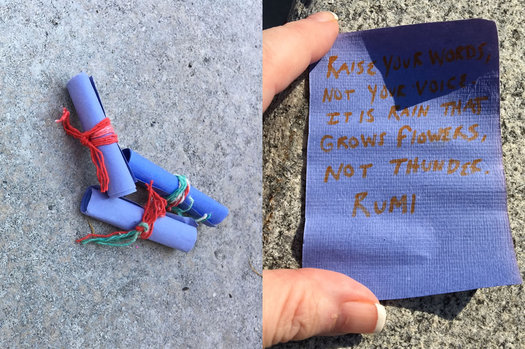 RAISE YOUR WORDS,
NOT YOUR VOICE
IT IS RAIN THAT
GROWS FLOWERS,
NOT THUNDER.
RUMI